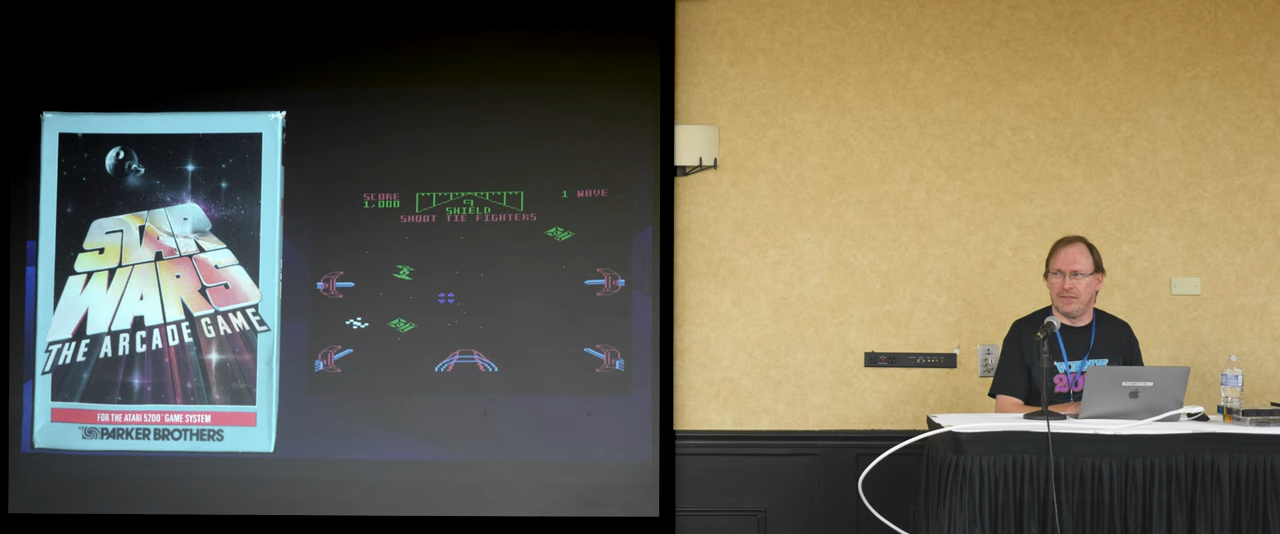 STAR
WARS
THE ARCADE GAME
FOR THE ATARI 5200™ GAME SYSTEM
PARKER BROTHERS
SCORE
1,000
9
SHIELD
1 WAVE
SHOOT TIE FIGHTERS